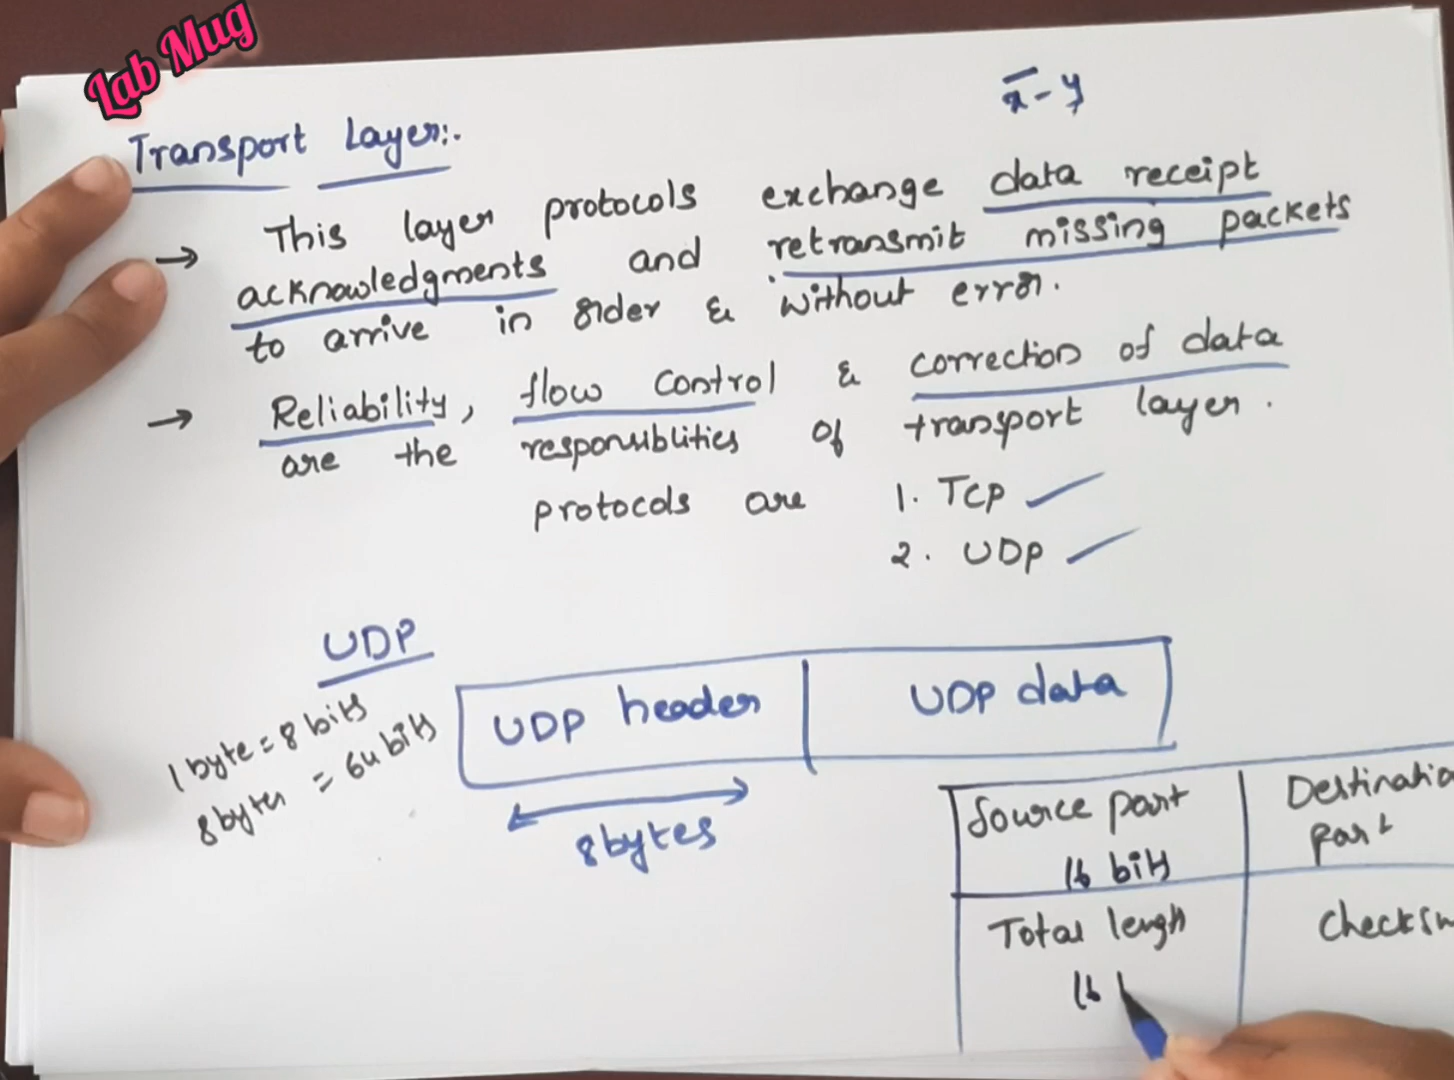 Lab Mug
x - y
Transport Layer:.
→ This layer protocols exchange data receipt
acknowledgments and retransmit missing packets
to arrive in order & without error.
→ Reliability, flow control & correction of data
are the responsiblities of transport layer.
protocols are 1. TCP
2. UDP
UDP
1 byte = 8 bits
8 bytes = 64 bits
UDP header UDP data
8 bytes
Source port Destinatio
16 bits port
Total length Checksu
16 b